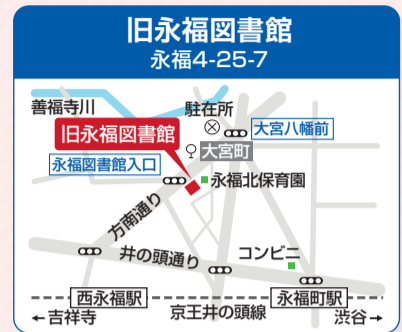 旧永福図書館
永福4-25-7
善福寺川
駐在所
大宮八幡前
旧永福図書館
大宮町
永福図書館入口
永福北保育園
方南通り
井の頭通り
コンビニ
西永福駅
永福町駅
←吉祥寺
京王井の頭線
渋谷→